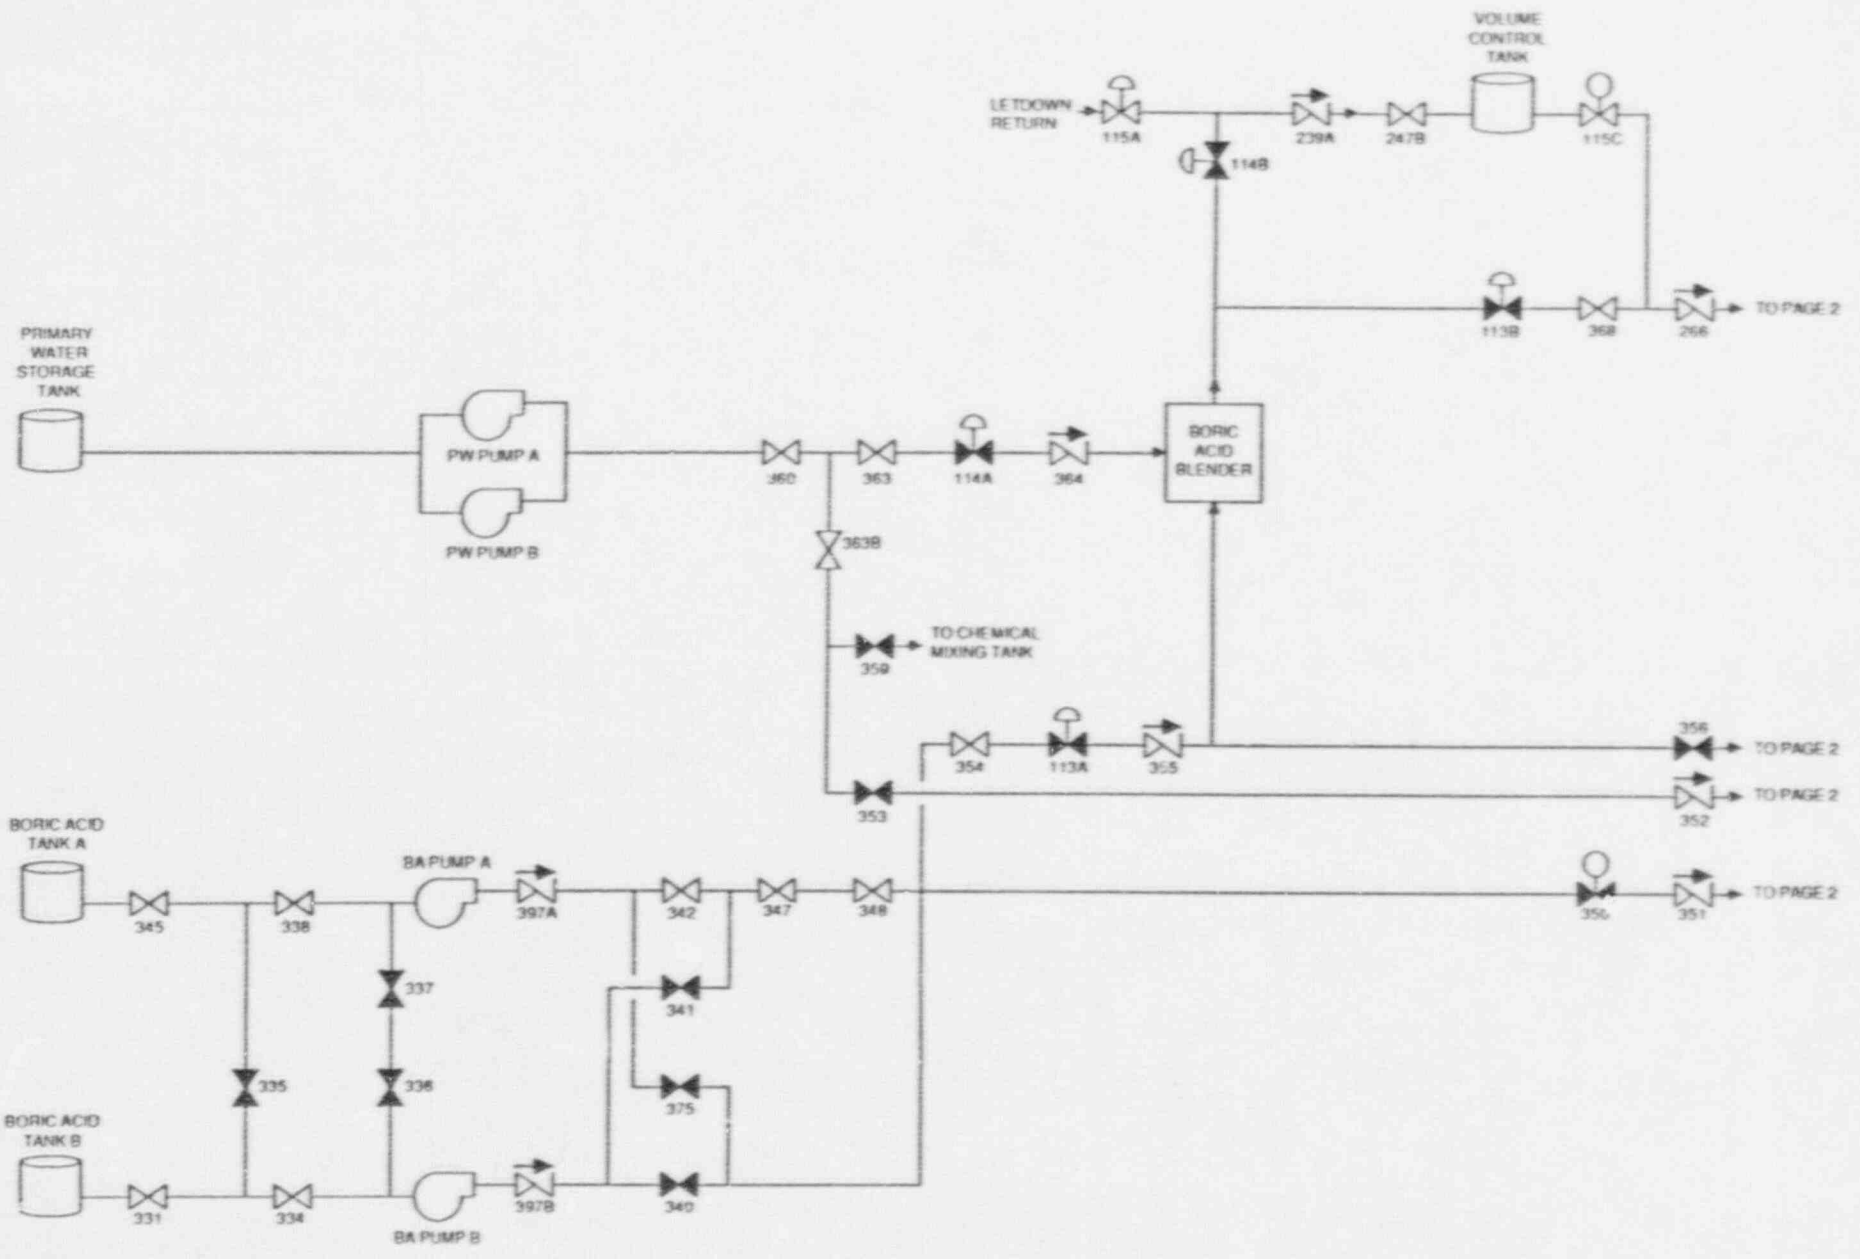 VOLUME
CONTROL
TANK
LETDOWN
RETURN
115A
239A
247B
115C
114B
113B
368
266
TO PAGE 2
PRIMARY
WATER
STORAGE
TANK
PW PUMP A
PW PUMP B
360
363
114A
364
BORIC
ACID
BLENDER
363B
359
TO CHEMICAL
MIXING TANK
354
113A
355
356
TO PAGE 2
353
352
TO PAGE 2
BORIC ACID
TANK A
BA PUMP A
345
338
397A
342
347
348
351
TO PAGE 2
337
341
335
336
375
BORIC ACID
TANK B
331
334
BA PUMP B
397B
340